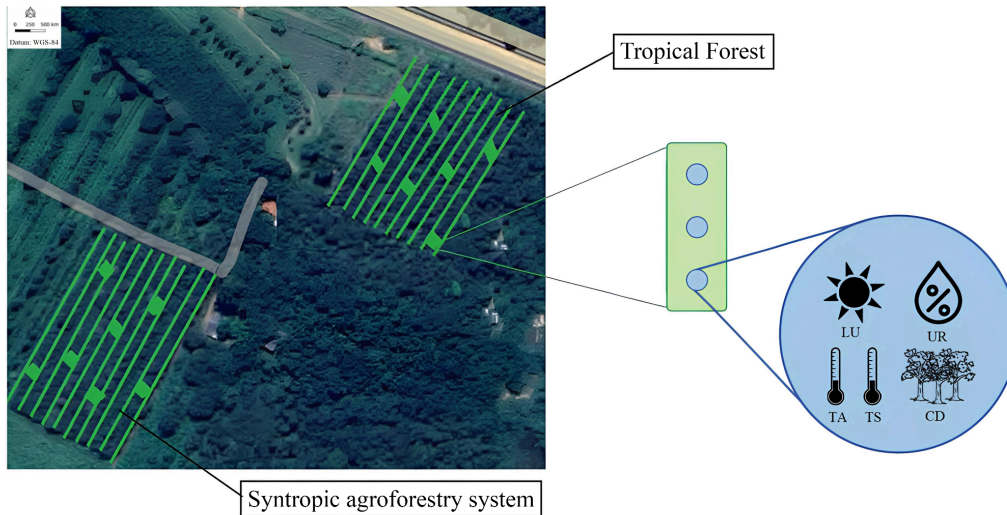 0 250 500 km
Datum: WGS-84
Tropical Forest
LU
UR
TA
TS
CD
Syntropic agroforestry system